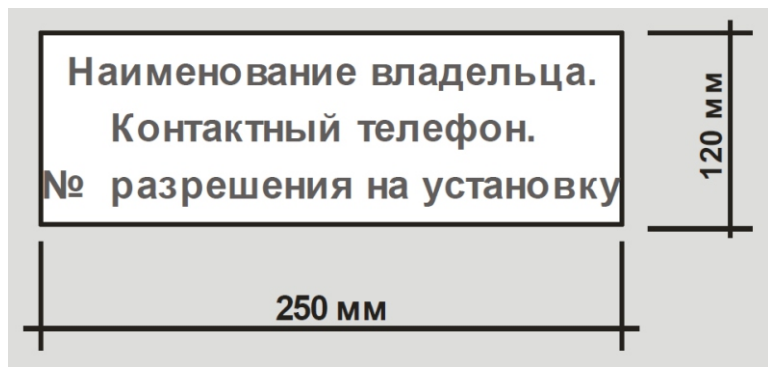 Наименование владельца.
Контактный телефон.
№ разрешения на установку
120 мм
250 мм